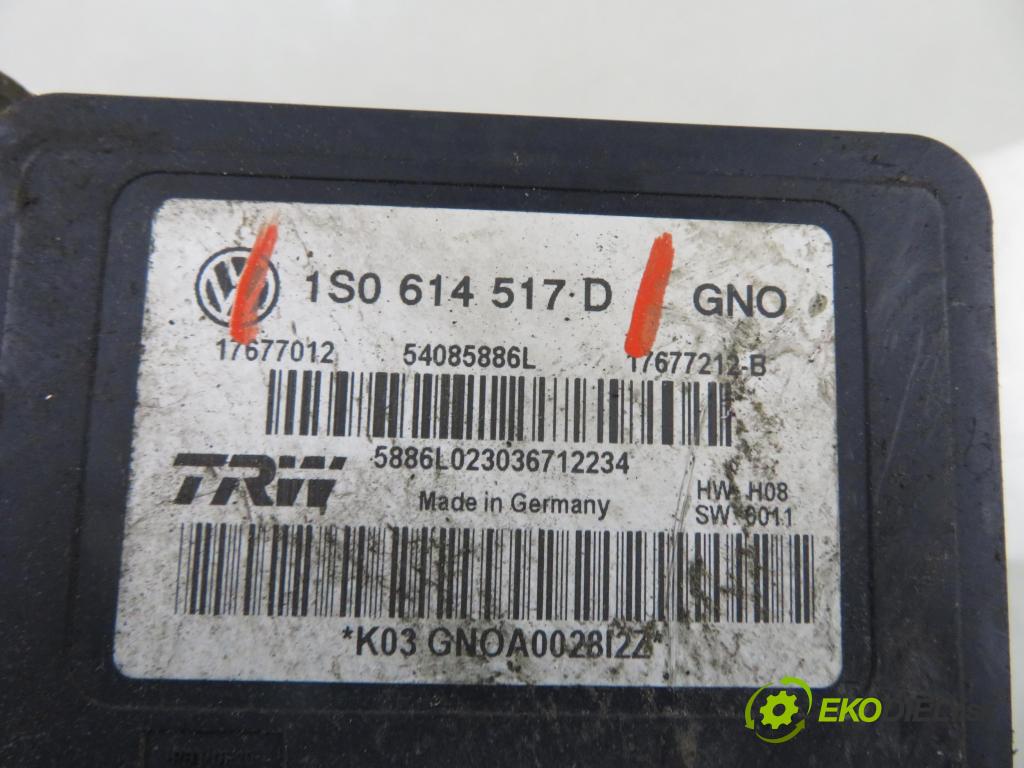 1S0 614 517 D GNO
17677012 54085886L 17677212-B
5886L023036712234
TRW Made in Germany
HW H08
SW: 0011
*K03 GNOA0028I2Z*
EKODIELY.SK